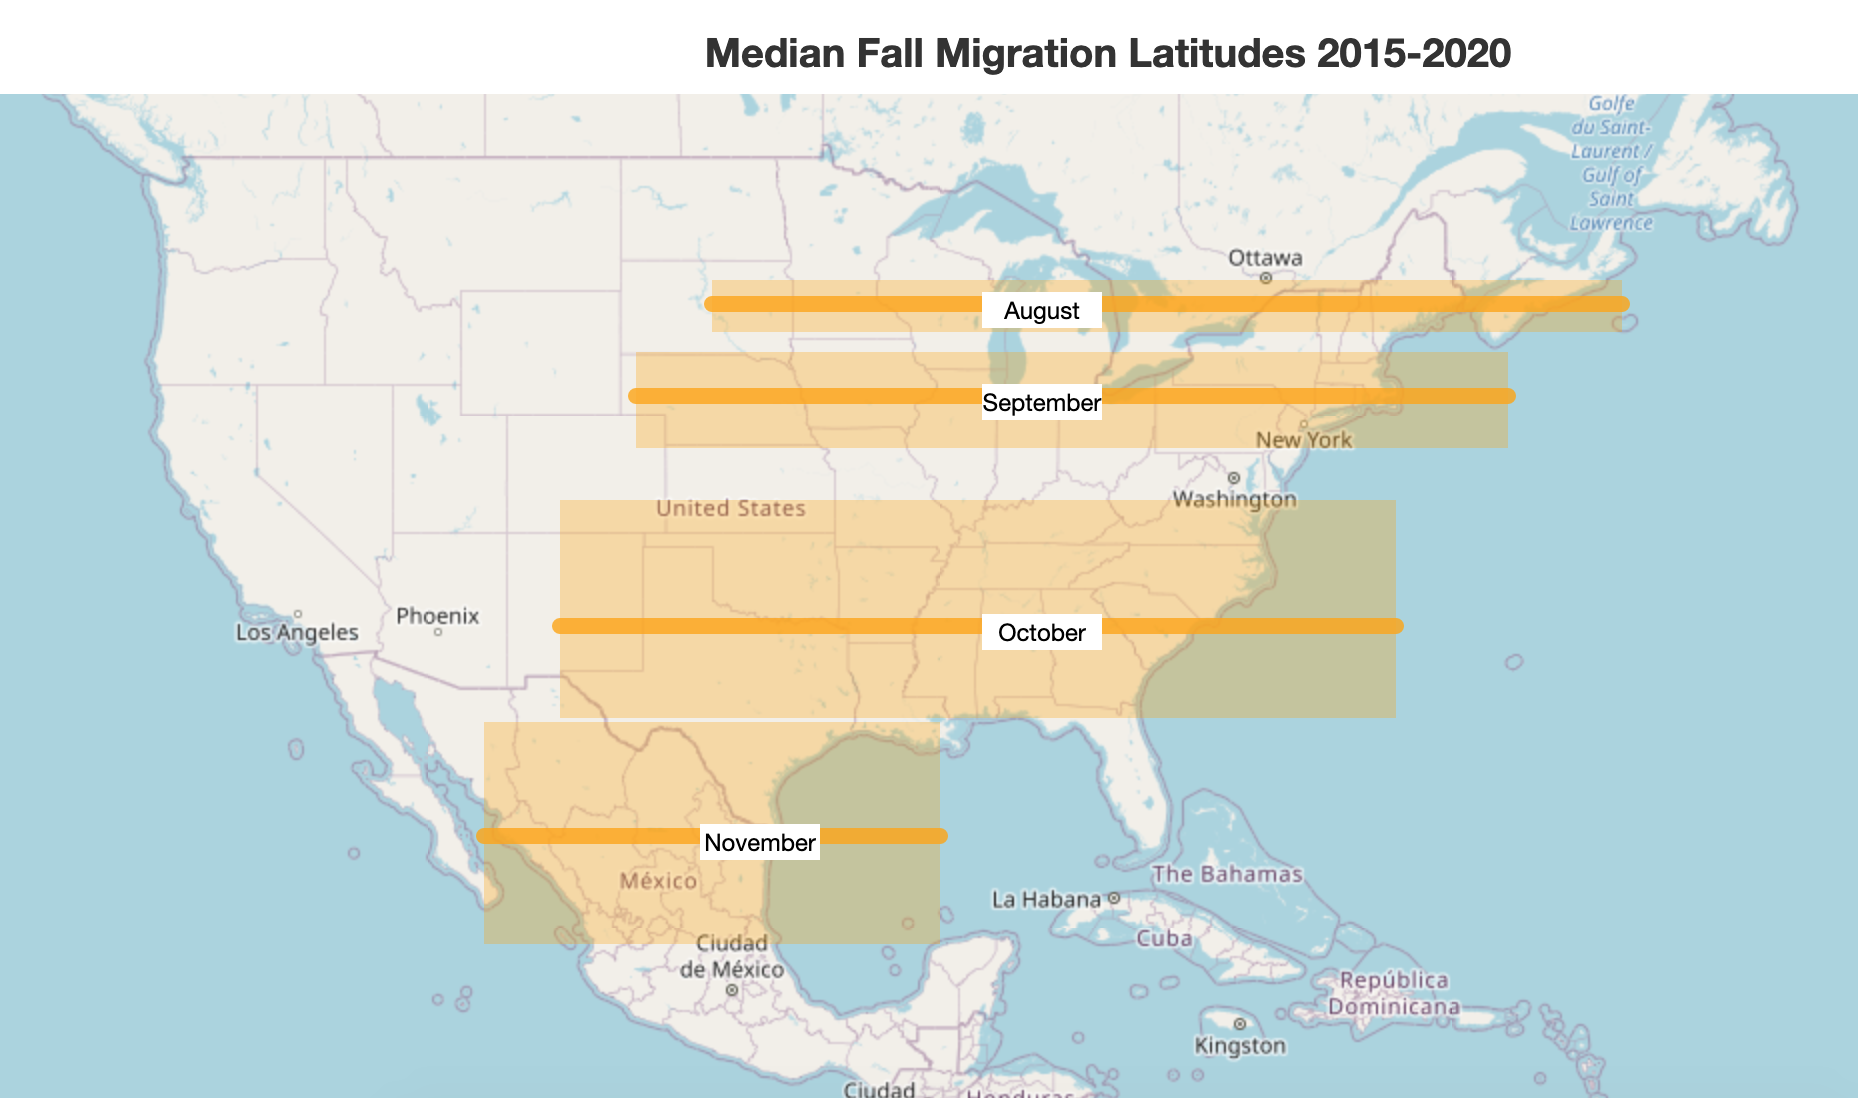 Median Fall Migration Latitudes 2015-2020
Golfe
du Saint-
Laurent /
Gulf of
Saint
Lawrence
Ottawa
August
September
New York
Washington
United States
Phoenix
Los Angeles
October
November
México
The Bahamas
La Habana
Cuba
Ciudad
de México
República
Dominicana
Kingston
Ciudad
Honduras